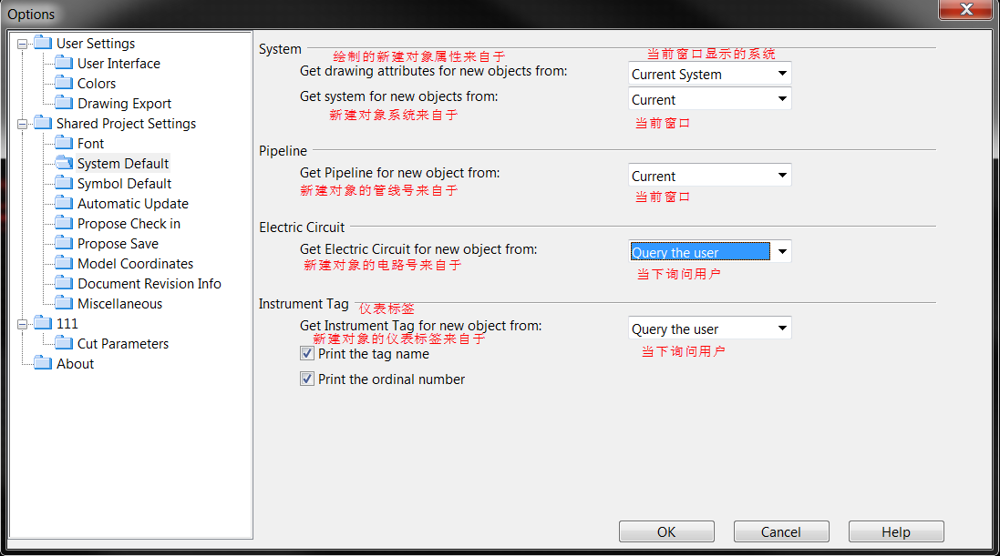 Options
User Settings
User Interface
Colors
Drawing Export
Shared Project Settings
Font
System Default
Symbol Default
Automatic Update
Propose Check in
Propose Save
Model Coordinates
Document Revision Info
Miscellaneous
111
Cut Parameters
About
System
绘制的新建对象属性来自于
当前窗口显示的系统
Get drawing attributes for new objects from:
Current System
Get system for new objects from:
Current
新建对象系统来自于
当前窗口
Pipeline
Get Pipeline for new object from:
Current
新建对象的管线号来自于
当前窗口
Electric Circuit
Get Electric Circuit for new object from:
Query the user
新建对象的电路号来自于
当下询问用户
Instrument Tag
仪表标签
Get Instrument Tag for new object from:
Query the user
新建对象的仪表标签来自于
当下询问用户
Print the tag name
Print the ordinal number
OK
Cancel
Help